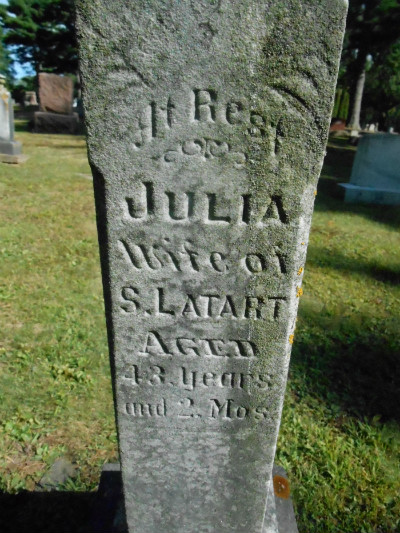 At Rest
JULIA
Wife of
S. LATART
AGED
43. Years
and 2. Mos.